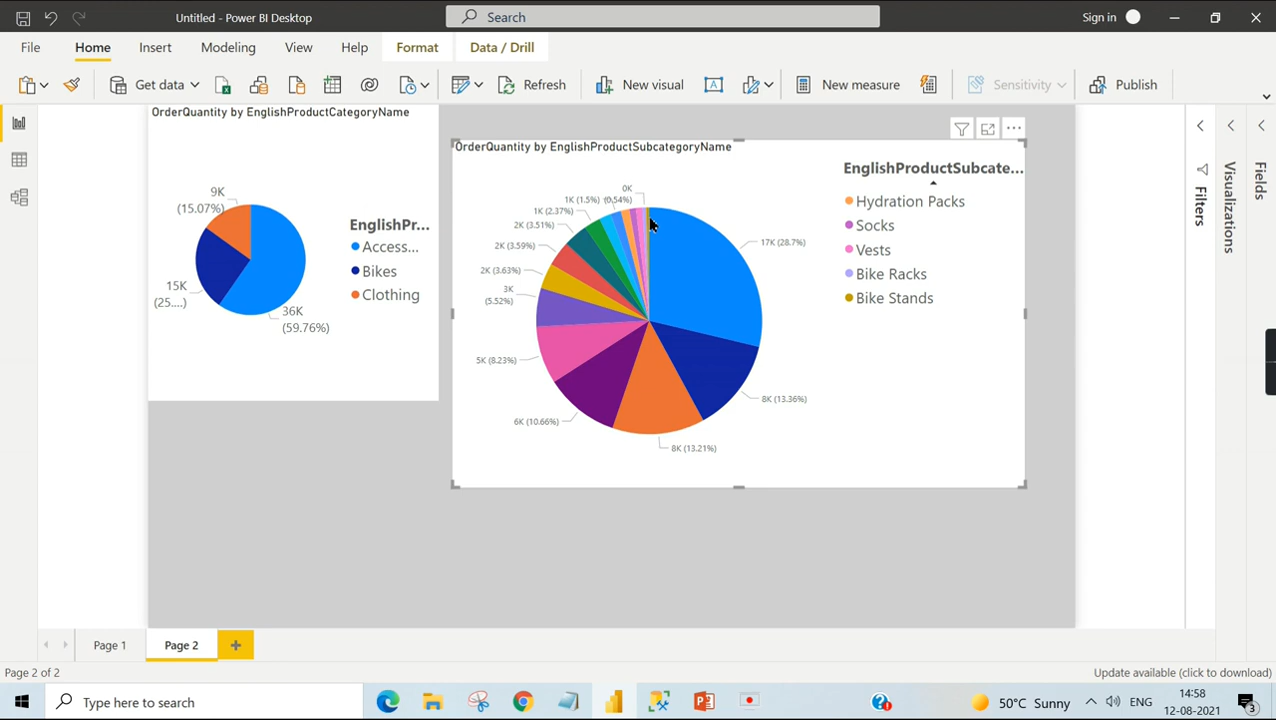 Untitled - Power BI Desktop
Search
Sign in
File
Home
Insert
Modeling
View
Help
Format
Data / Drill
Get data
Refresh
New visual
New measure
Sensitivity
Publish
OrderQuantity by EnglishProductCategoryName
9K
(15.07%)
15K
(25....)
36K
(59.76%)
EnglishPr...
Access...
Bikes
Clothing
OrderQuantity by EnglishProductSubcategoryName
0K
(0.54%)
1K (1.5%)
1K (2.37%)
2K (3.51%)
2K (3.59%)
2K (3.63%)
3K
(5.52%)
5K (8.23%)
6K (10.66%)
8K (13.21%)
8K (13.36%)
17K (28.7%)
EnglishProductSubcate...
Hydration Packs
Socks
Vests
Bike Racks
Bike Stands
Filters
Visualizations
Fields
Page 1
Page 2
Page 2 of 2
Update available (click to download)
Type here to search
50°C Sunny
ENG
14:58
12-08-2021
3